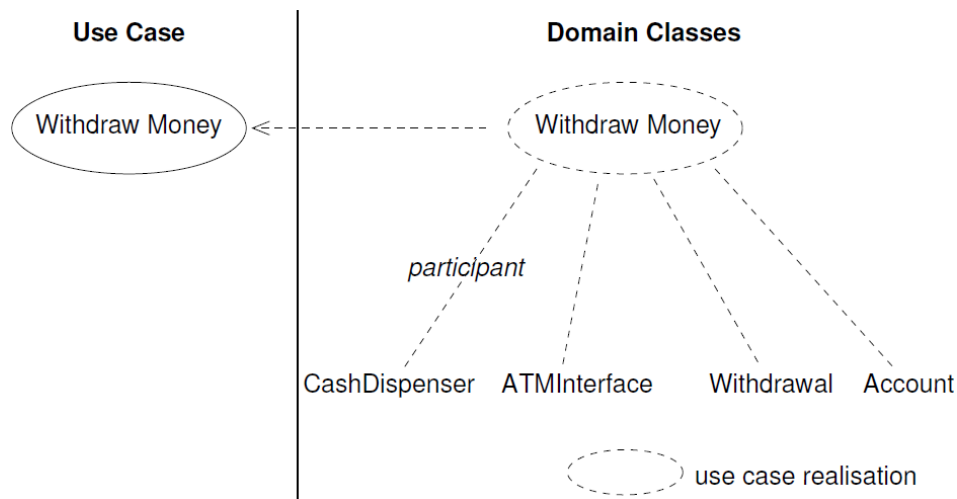 Use Case
Domain Classes
Withdraw Money
Withdraw Money
participant
CashDispenser
ATMInterface
Withdrawal
Account
use case realisation